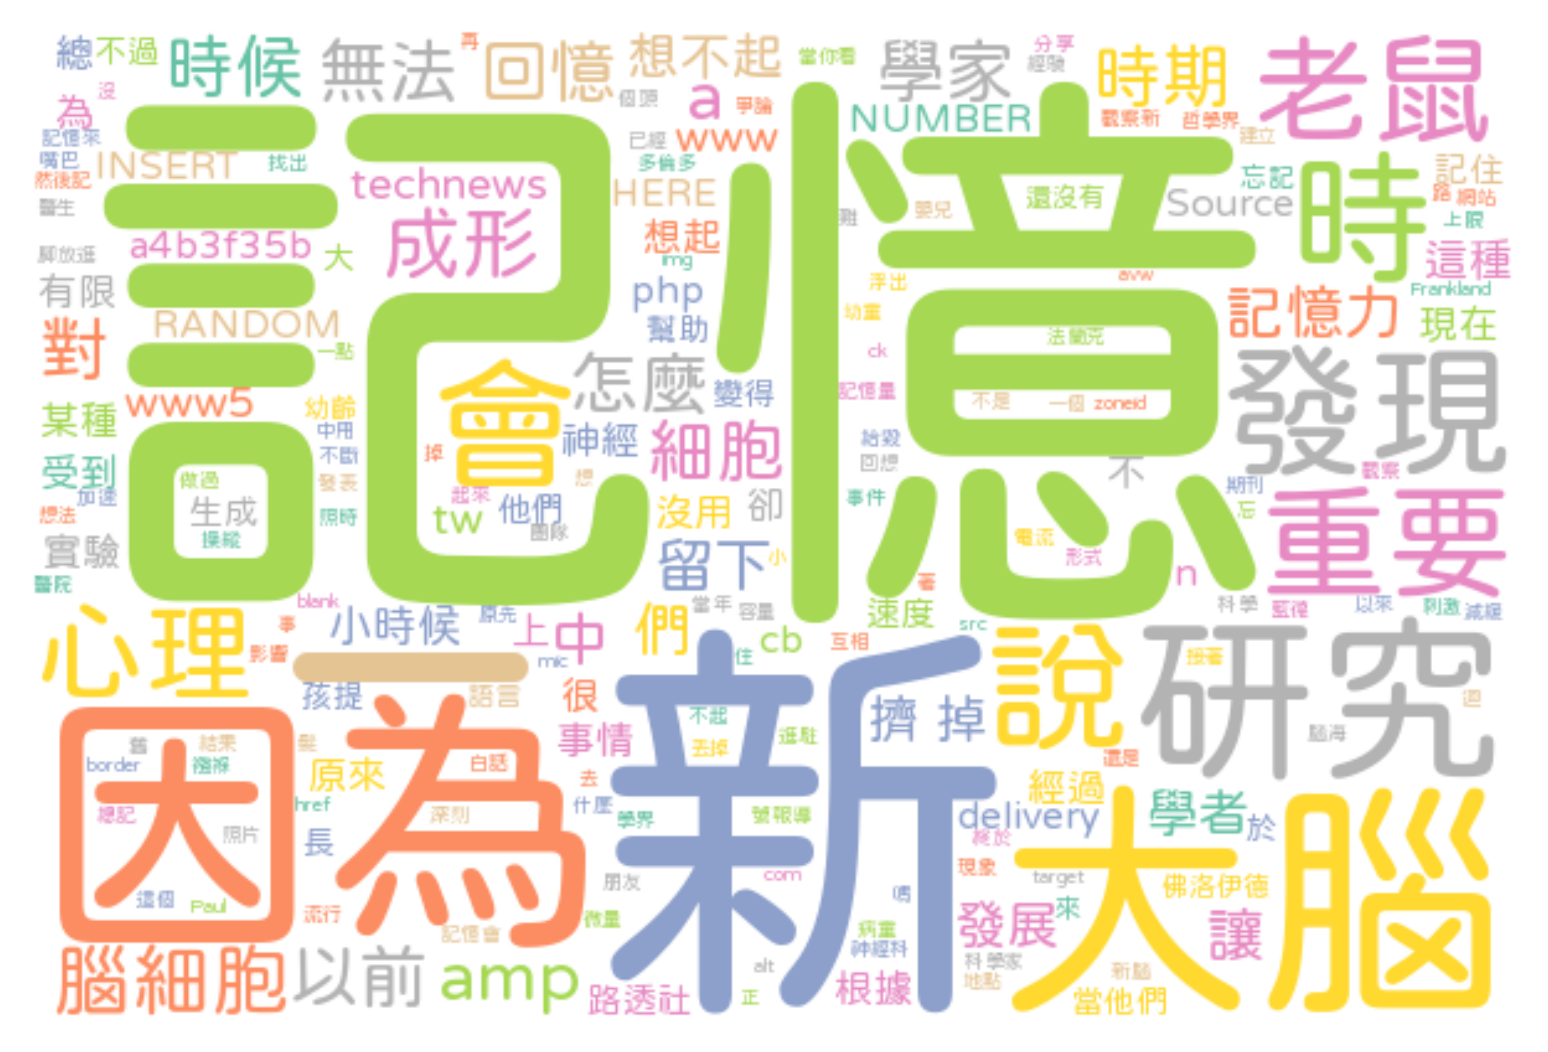 總 不過 時候 無法 再 回憶 想不起 當你看 學家 分享 經驗 時期 老鼠
沒 為 個頭 a 爭論 NUMBER 觀察新 哲學界 建立
記憶來 嘴巴 INSERT 找出 已經 www 多倫多 忘記 記住
然後記 醫生 technews HERE 還沒有 Source 路 網站 上限
記憶
a4b3f35b 大 成形 想起 img 難 嬰兒 時 這種
腳放進 有限 php 浮出 avw Frankland
對 RANDOM 一點 幫助 幼童 法蘭克 記憶力 現在
www5 幼齡 會 怎麼 變得 ck 記憶量 不是 一個 zoneid 發現
某種 中用 神經 細胞 給毀 回想 不 觀察
受到 加速 做過 不斷 發表 掉 想 起來 事件 期刊 忘 重要
想法 生成 操縱 限時 tw 他們 團隊 沒用 卻 電流 形式
實驗 留下 小 n
醫院 blank 當年 容量 著 速度 科學 監視 以來 刺激 減緩
心理 事 影響 小時候 原先 上 中 們 住 cb 互相 src 說 研究
一 mic 孩提 語言 很 接著 迴
因為 新 大腦
舊 結果 髮 border 襁褓 原來 白話 事情 不起 丟掉 進駐 擠 掉 還是 腦海
總記 href 深刻 去 什麼 學界 號報導 delivery 經過 學者 於
照片 長 終於 現象
這個 Paul 流行 記憶會 朋友 微量 com 嗎 target 佛洛伊德
病童 神經科 發展 來 讓
腦細胞 以前 amp 路透社 alt 正 根據 科學家 地點 新腦 當他們